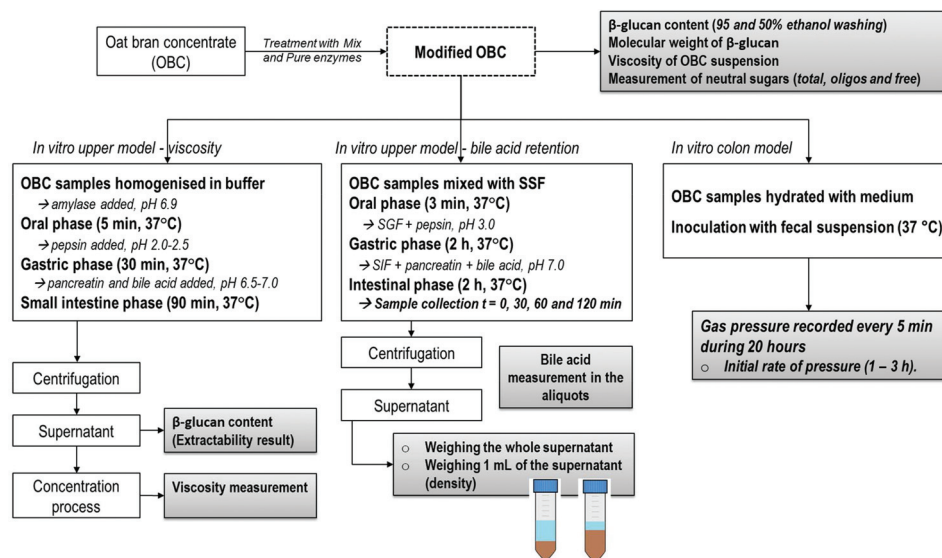 Oat bran concentrate
(OBC)
Treatment with Mix
and Pure enzymes
Modified OBC
β-glucan content (95 and 50% ethanol washing)
Molecular weight of β-glucan
Viscosity of OBC suspension
Measurement of neutral sugars (total, oligos and free)
In vitro upper model - viscosity
OBC samples homogenised in buffer
→ amylase added, pH 6.9
Oral phase (5 min, 37°C)
→ pepsin added, pH 2.0-2.5
Gastric phase (30 min, 37°C)
→ pancreatin and bile acid added, pH 6.5-7.0
Small intestine phase (90 min, 37°C)
Centrifugation
Supernatant
β-glucan content
(Extractability result)
Concentration
process
Viscosity measurement
In vitro upper model - bile acid retention
OBC samples mixed with SSF
Oral phase (3 min, 37°C)
→ SGF + pepsin, pH 3.0
Gastric phase (2 h, 37°C)
→ SIF + pancreatin + bile acid, pH 7.0
Intestinal phase (2 h, 37°C)
→ Sample collection t = 0, 30, 60 and 120 min
Centrifugation
Supernatant
Bile acid
measurement in the
aliquots
○ Weighing the whole supernatant
○ Weighing 1 mL of the supernatant
(density)
In vitro colon model
OBC samples hydrated with medium
Inoculation with fecal suspension (37 °C)
Gas pressure recorded every 5 min
during 20 hours
○ Initial rate of pressure (1 – 3 h).